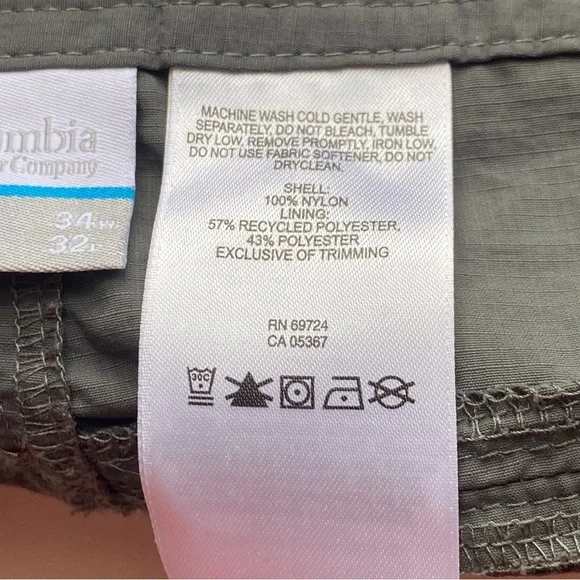 umbia
r Company
34W
32L
MACHINE WASH COLD GENTLE, WASH
SEPARATELY, DO NOT BLEACH, TUMBLE
DRY LOW, REMOVE PROMPTLY, IRON LOW,
DO NOT USE FABRIC SOFTENER, DO NOT
DRYCLEAN.
SHELL:
100% NYLON
LINING:
57% RECYCLED POLYESTER,
43% POLYESTER
EXCLUSIVE OF TRIMMING
RN 69724
CA 05367
30C